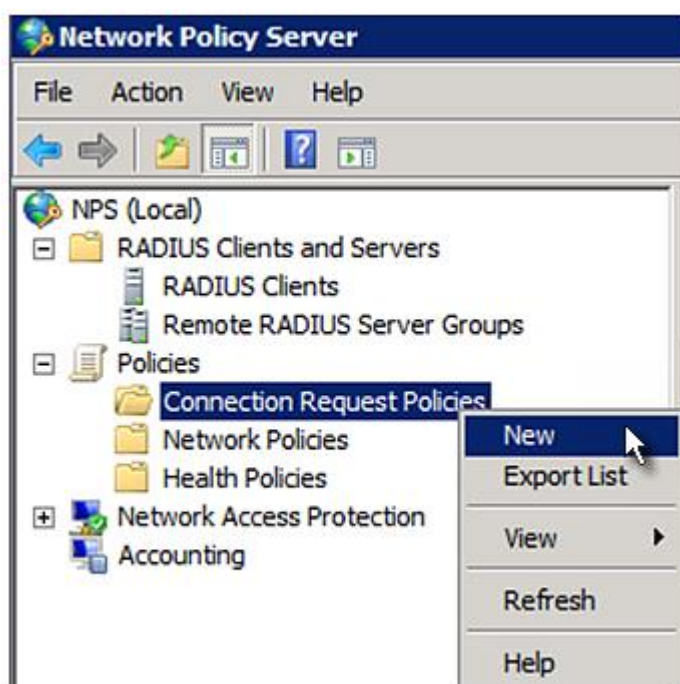 Network Policy Server
File Action View Help
NPS (Local)
RADIUS Clients and Servers
RADIUS Clients
Remote RADIUS Server Groups
Policies
Connection Request Policies
Network Policies
Health Policies
Network Access Protection
Accounting
New
Export List
View
Refresh
Help